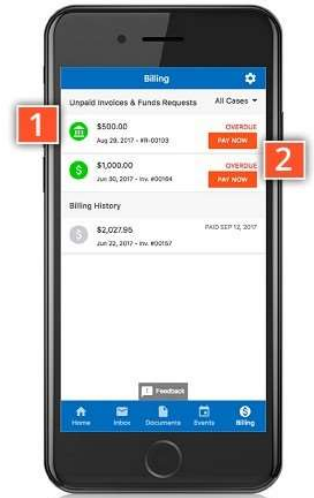 Billing
Unpaid Invoices & Funds Requests All Cases
1
$500.00 OVERDUE
Aug 29, 2017 - #R-00103 PAY NOW
2
$1,000.00 OVERDUE
Jun 30, 2017 - Inv. #00164 PAY NOW
Billing History
$2,027.95 PAID SEP 12, 2017
Jun 22, 2017 - Inv. #00157
Feedback
Home Inbox Documents Events Billing